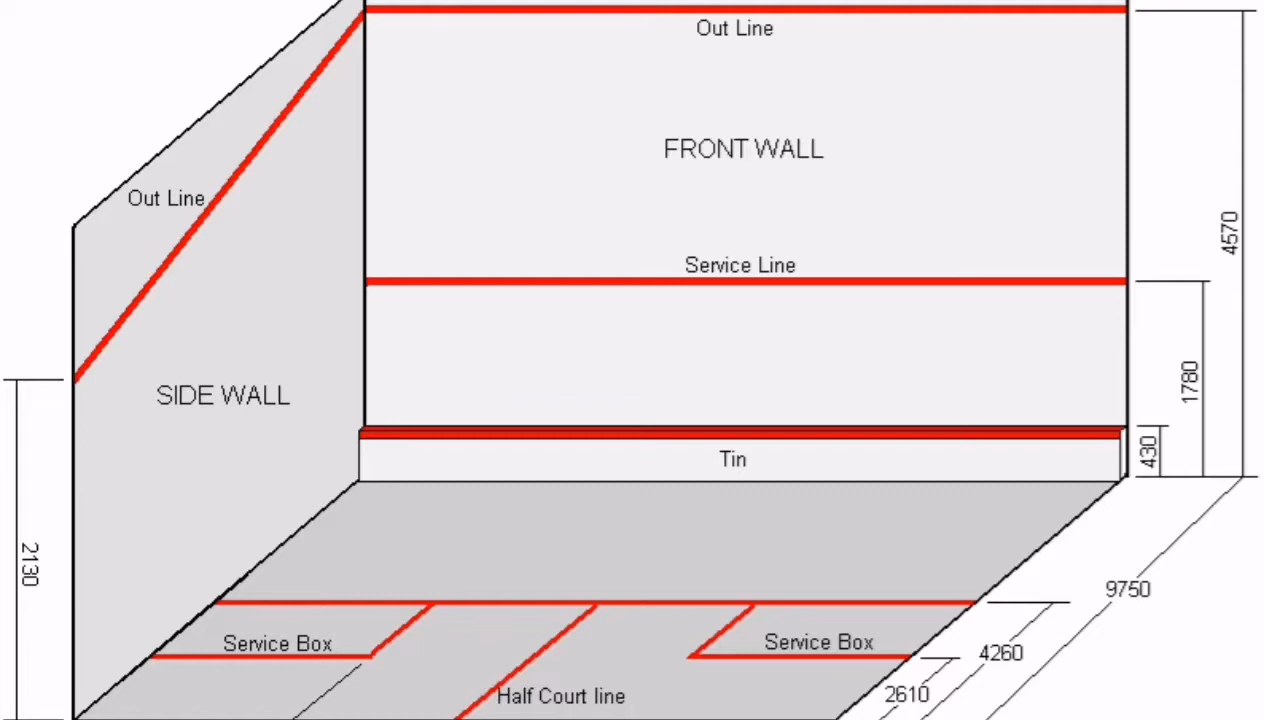 Out Line
FRONT WALL
Out Line
4570
Service Line
1780
SIDE WALL
430
Tin
2130
9750
Service Box
Service Box
4260
Half Court line
2610